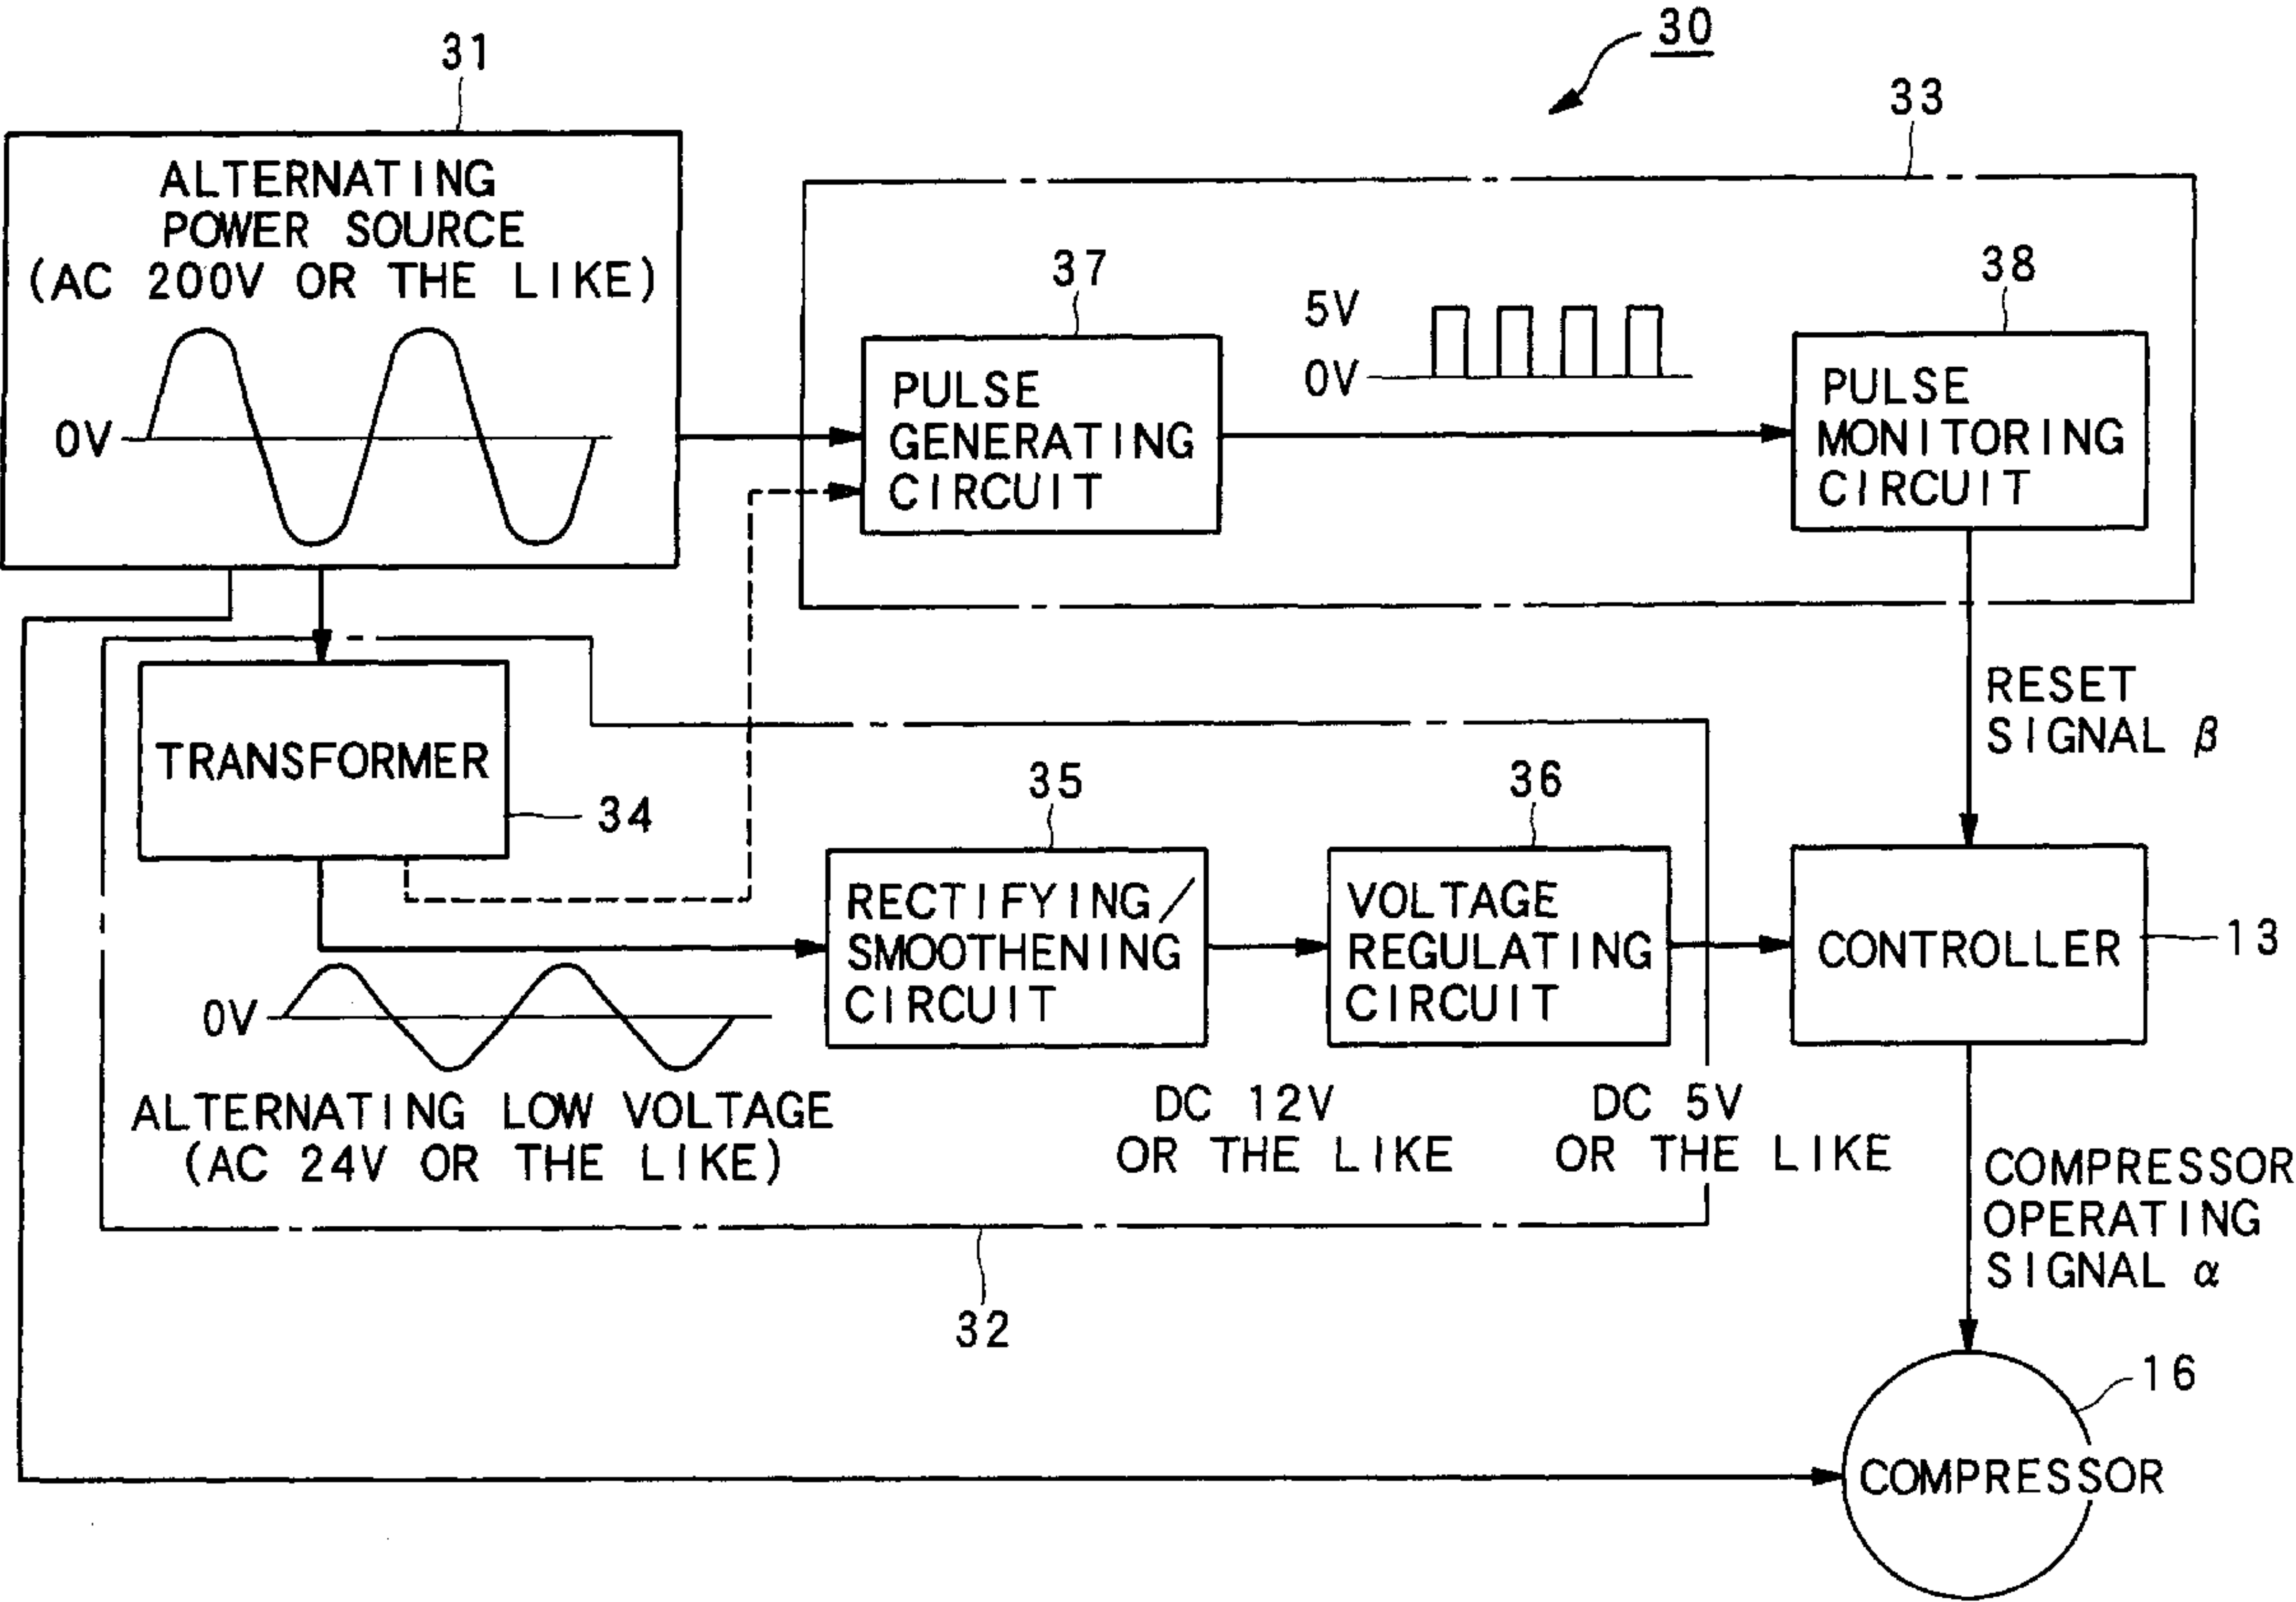 30
31
33
ALTERNATING
POWER SOURCE
(AC 200V OR THE LIKE)
0V
37
5V
0V
38
PULSE
GENERATING
CIRCUIT
PULSE
MONITORING
CIRCUIT
RESET
SIGNAL β
TRANSFORMER
34
35
36
RECTIFYING/
SMOOTHENING
CIRCUIT
VOLTAGE
REGULATING
CIRCUIT
CONTROLLER
13
0V
ALTERNATING LOW VOLTAGE
(AC 24V OR THE LIKE)
DC 12V
OR THE LIKE
DC 5V
OR THE LIKE
COMPRESSOR
OPERATING
SIGNAL α
32
16
COMPRESSOR